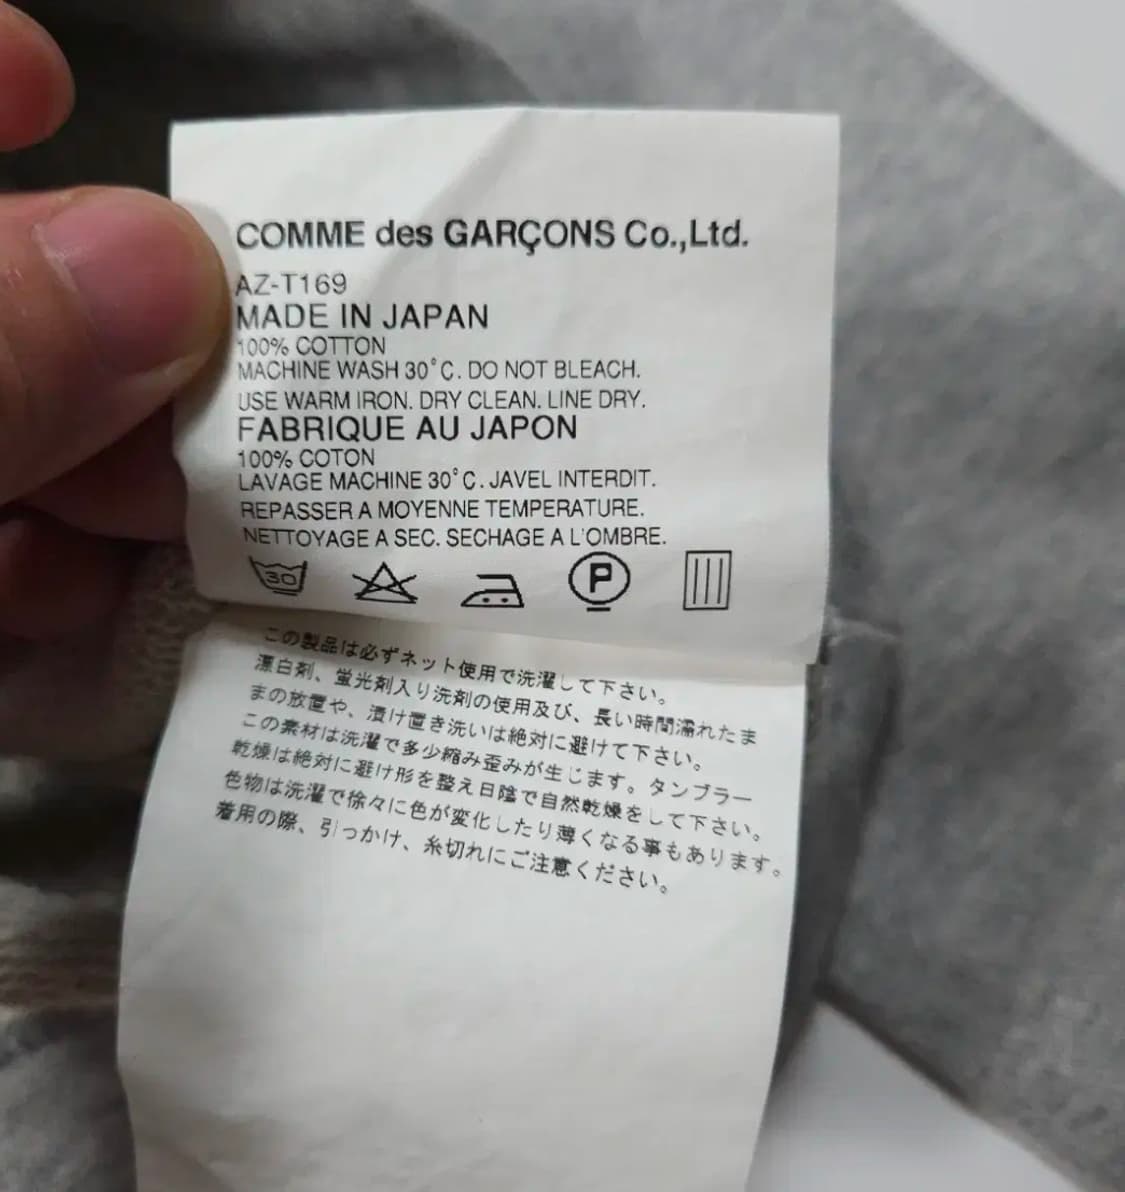 COMME des GARÇONS Co.,Ltd.
AZ-T169
MADE IN JAPAN
100% COTTON
MACHINE WASH 30°C. DO NOT BLEACH.
USE WARM IRON. DRY CLEAN. LINE DRY.
FABRIQUE AU JAPON
100% COTON
LAVAGE MACHINE 30°C. JAVEL INTERDIT.
REPASSER A MOYENNE TEMPERATURE.
NETTOYAGE A SEC. SECHAGE A L'OMBRE.
30 P
この製品は必ずネット使用で洗濯して下さい。
漂白剤、蛍光剤入り洗剤の使用及び、長い時間濡れたま
まの放置や、漬け置き洗いは絶対に避けて下さい。
この素材は洗濯で多少縮み歪みが生じます。タンブラー
乾燥は絶対に避け形を整え日陰で自然乾燥をして下さい。
色物は洗濯で徐々に色が変化したり薄くなる事もあります。
着用の際、引っかけ、糸切れにご注意ください。